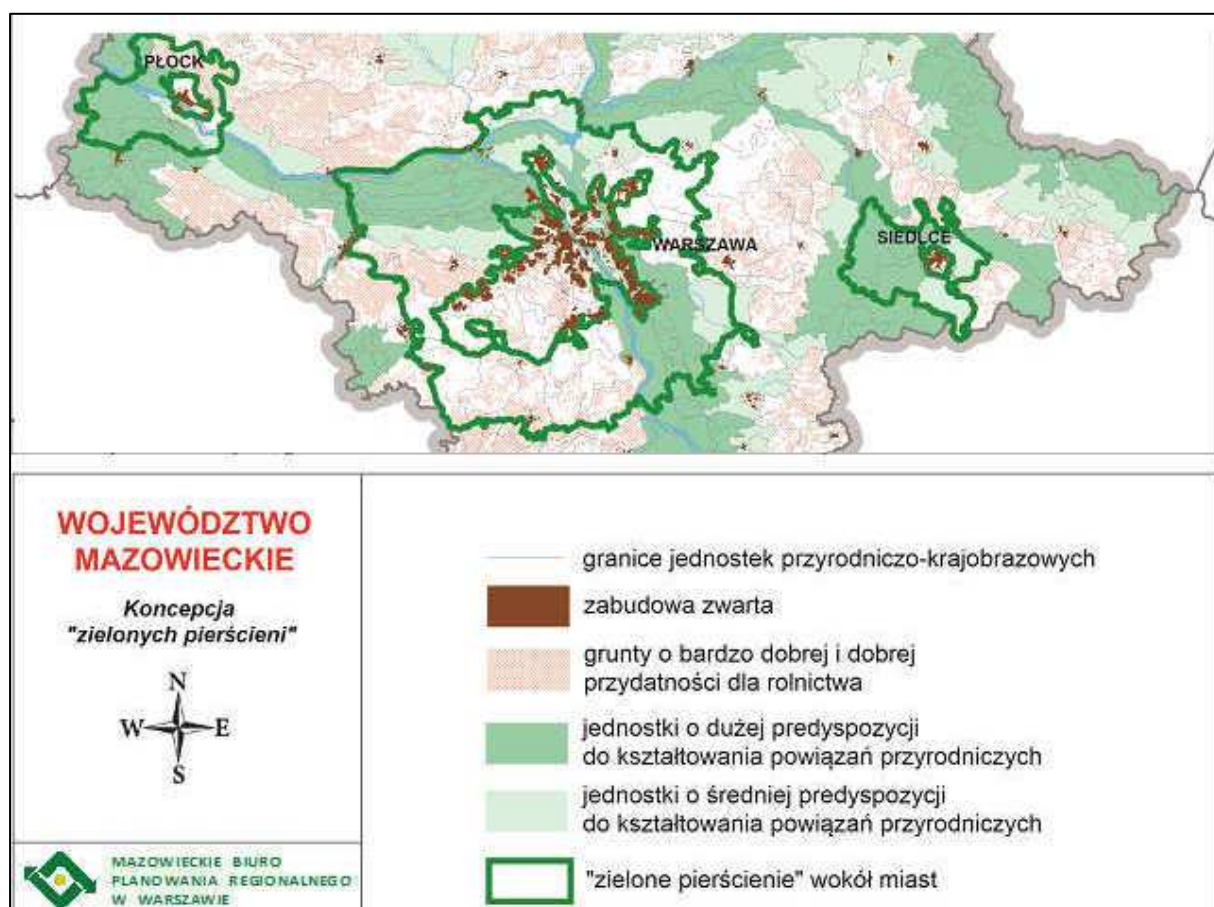 PŁOCK
WARSZAWA
SIEDLCE
WOJEWÓDZTWO
MAZOWIECKIE
Koncepcja
"zielonych pierścieni"
N
W E
S
MAZOWIECKIE BIURO
PLANOWANIA REGIONALNEGO
W WARSZAWIE
granice jednostek przyrodniczo-krajobrazowych
zabudowa zwarta
grunty o bardzo dobrej i dobrej
przydatności dla rolnictwa
jednostki o dużej predyspozycji
do kształtowania powiązań przyrodniczych
jednostki o średniej predyspozycji
do kształtowania powiązań przyrodniczych
"zielone pierścienie" wokół miast